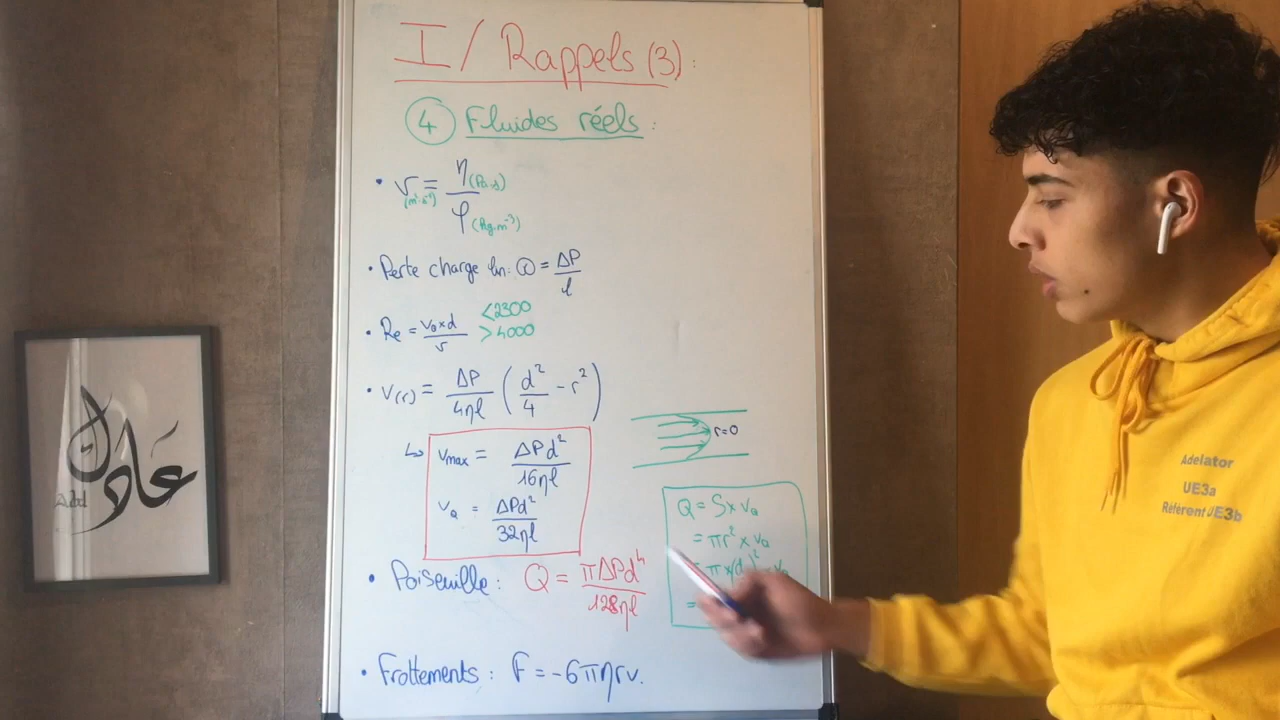 I / Rappels (3) :
④ Fluides réels :
• ν = η (Pa.s) / ρ (kg.m⁻³)
(m².s⁻¹)
• Perte charge lin : ⓐ = ΔP / l
• Re = vₐ x d / ν <2300 >4000
• v(r) = ΔP / 4ηl (d² / 4 - r²)
r=0
↳ vmax = ΔPd² / 16ηl
vₐ = ΔPd² / 32ηl
Q = S x vₐ
= πr² x vₐ
• Poiseuille : Q = πΔPd⁴ / 128ηl
• Frottements : F = -6πηrv.
عادل
Adelator
UE3a
Référent UE3b